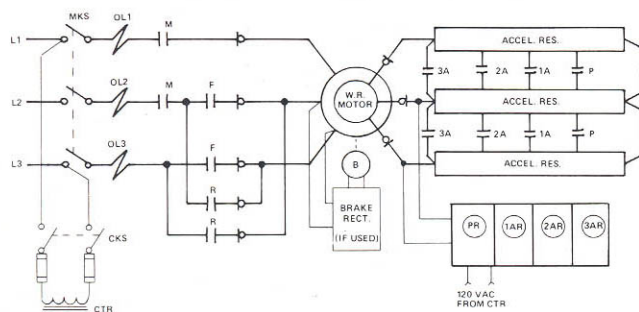 MKS OL1 M
L1
ACCEL. RES.
3A 2A 1A P
OL2 M F
L2
W.R.
MOTOR
ACCEL. RES.
3A 2A 1A P
OL3 F
L3
B
ACCEL. RES.
R
BRAKE
RECT.
(IF USED)
R
PR 1AR 2AR 3AR
CKS
120 VAC
FROM CTR
CTR